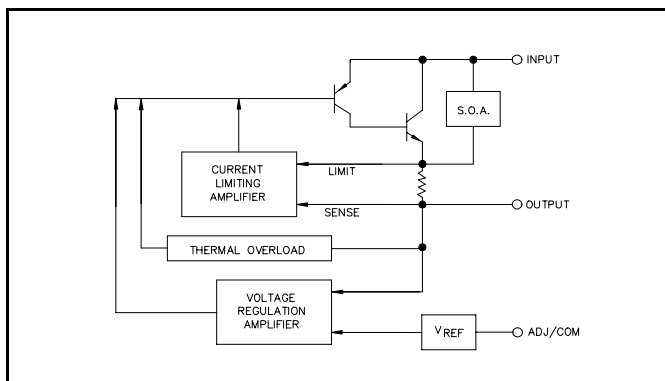 INPUT
S.O.A.
CURRENT
LIMITING
AMPLIFIER
LIMIT
SENSE
OUTPUT
THERMAL OVERLOAD
VOLTAGE
REGULATION
AMPLIFIER
VREF
ADJ/COM